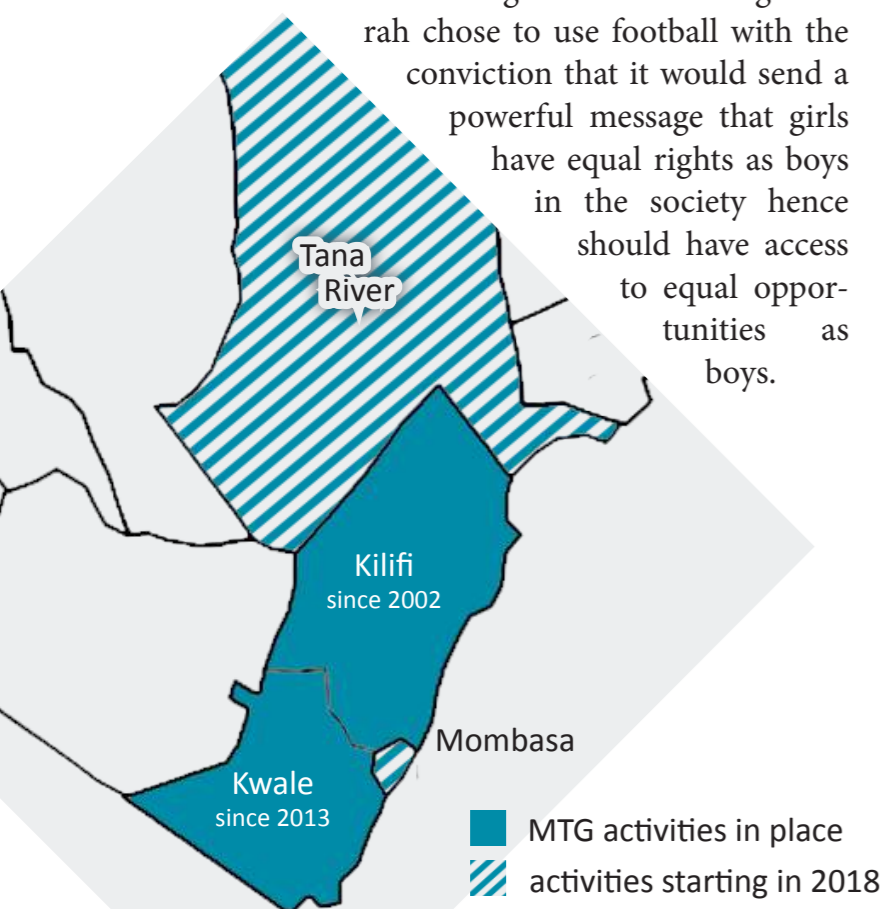 rah chose to use football with the
conviction that it would send a
powerful message that girls
have equal rights as boys
in the society hence
should have access
to equal oppor-
tunities as
boys.
Tana
River
Kilifi
since 2002
Mombasa
Kwale
since 2013
MTG activities in place
activities starting in 2018